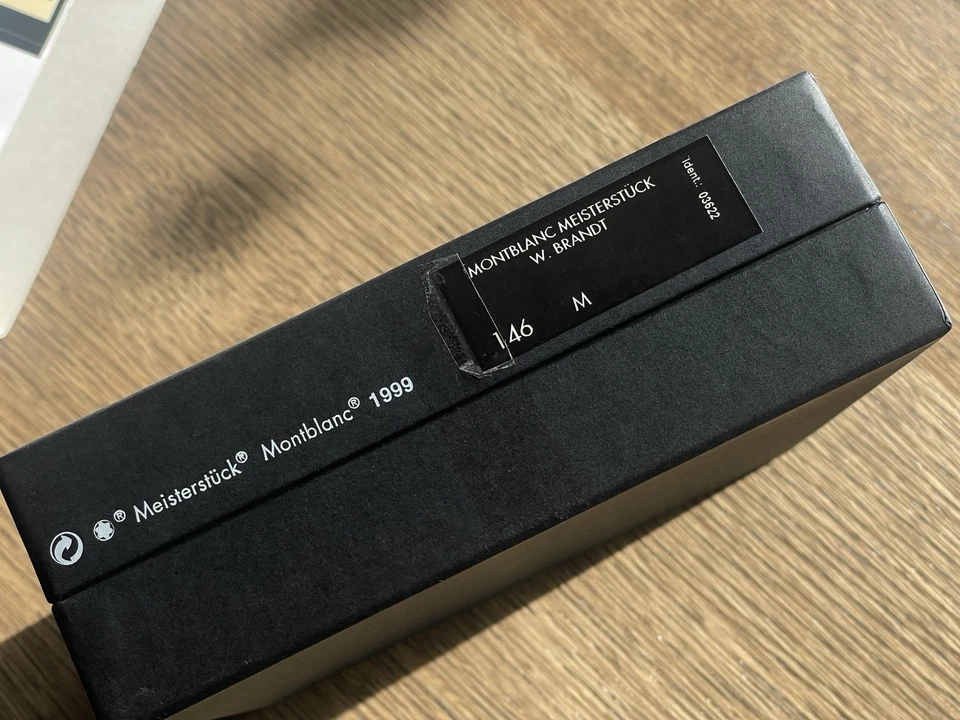 MONTBLANC MEISTERSTÜCK
W. BRANDT
146 M
ident.: 03622
® Meisterstück® Montblanc® 1999